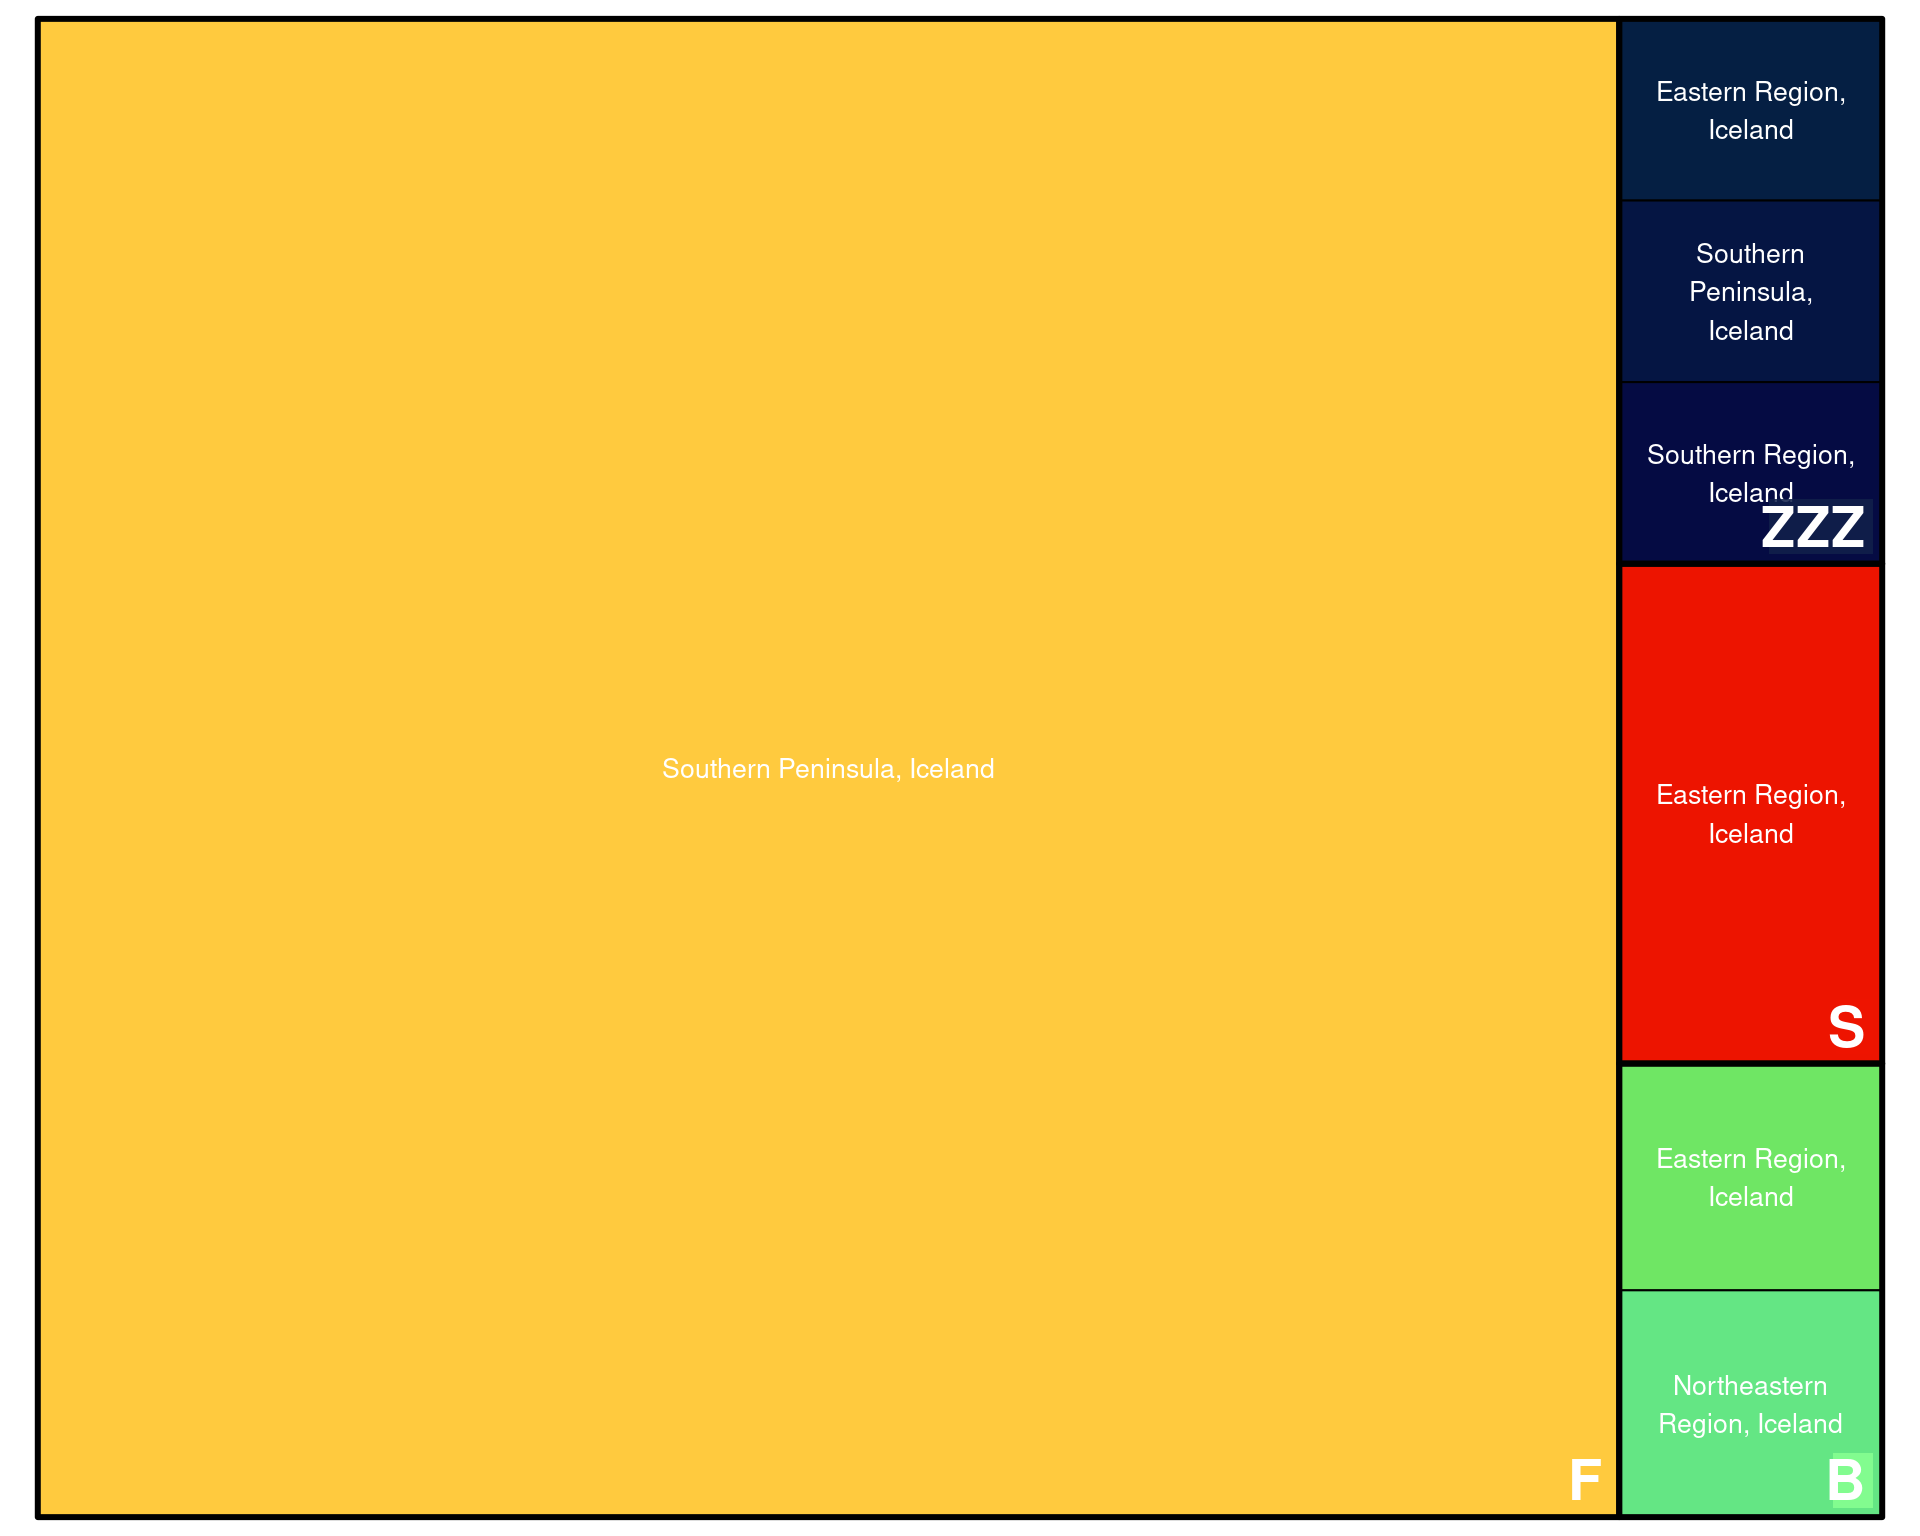 Southern Peninsula, Iceland
F
Eastern Region,
Iceland
Southern
Peninsula,
Iceland
Southern Region,
Iceland
ZZZ
Eastern Region,
Iceland
S
Eastern Region,
Iceland
Northeastern
Region, Iceland
B